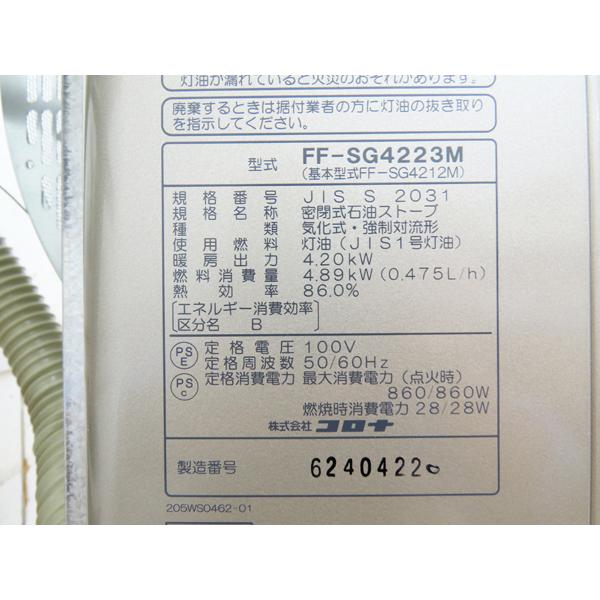 灯油が漏れていると火災のおそれがあります。
廃棄するときは据付業者の方に灯油の抜き取り
を指示してください。
型式 FF-SG4223M
(基本型式FF-SG4212M)
規格番号 JIS S 2031
規格名称 密閉式石油ストーブ
種類 気化式・強制対流形
使用燃料 灯油(JIS1号灯油)
暖房出力 4.20kW
燃料消費量 4.89kW(0.475L/h)
熱効率 86.0%
[エネルギー消費効率]
[区分名 B]
PSE 定格電圧 100V
定格周波数 50/60Hz
PSc 定格消費電力 最大消費電力(点火時)
860/860W
燃焼時消費電力 28/28W
株式会社 コロナ
製造番号 6240422
205WS0462-01